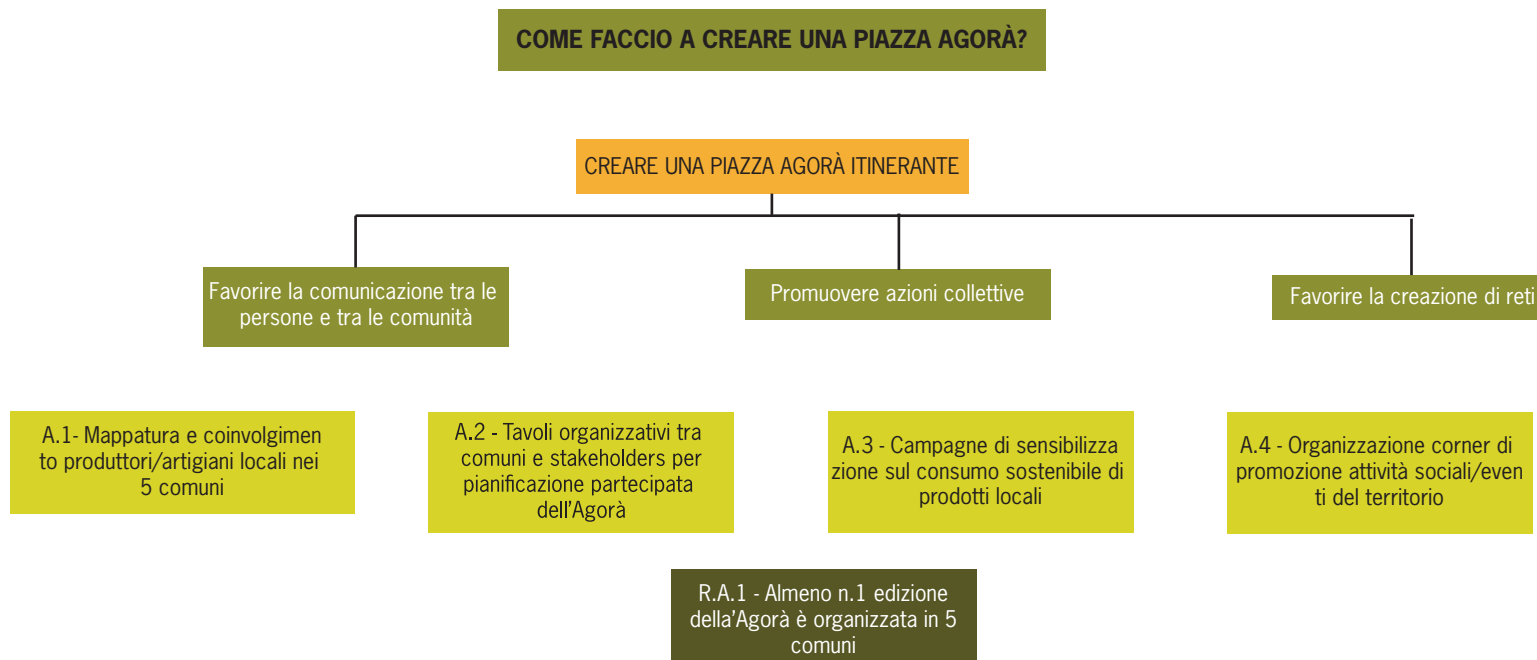 COME FACCIO A CREARE UNA PIAZZA AGORÀ?
CREARE UNA PIAZZA AGORÀ ITINERANTE
Favorire la comunicazione tra le
persone e tra le comunità
Promuovere azioni collettive
Favorire la creazione di reti
A.1- Mappatura e coinvolgimen
to produttori/artigiani locali nei
5 comuni
A.2 - Tavoli organizzativi tra
comuni e stakeholders per
pianificazione partecipata
dell'Agorà
A.3 - Campagne di sensibilizza
zione sul consumo sostenibile di
prodotti locali
A.4 - Organizzazione corner di
promozione attività sociali/even
ti del territorio
R.A.1 - Almeno n.1 edizione
della'Agorà è organizzata in 5
comuni